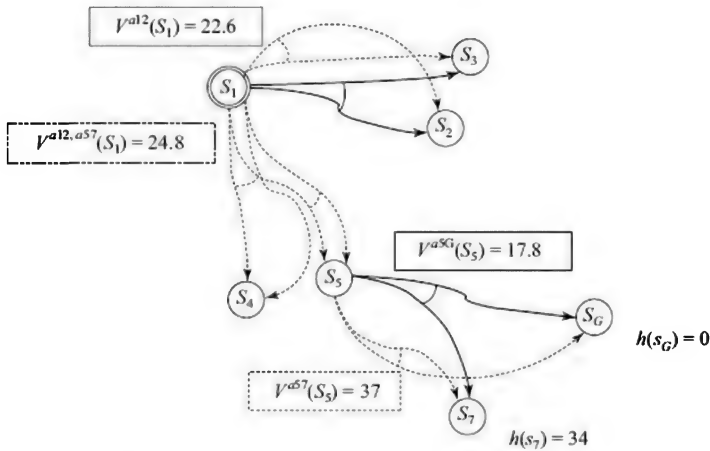 V^{a12}(S_1) = 22.6
S_3
S_1
S_2
V^{a12, a57}(S_1) = 24.8
V^{a5G}(S_5) = 17.8
S_5
S_4
S_G
h(s_G) = 0
V^{a57}(S_5) = 37
S_7
h(s_7) = 34